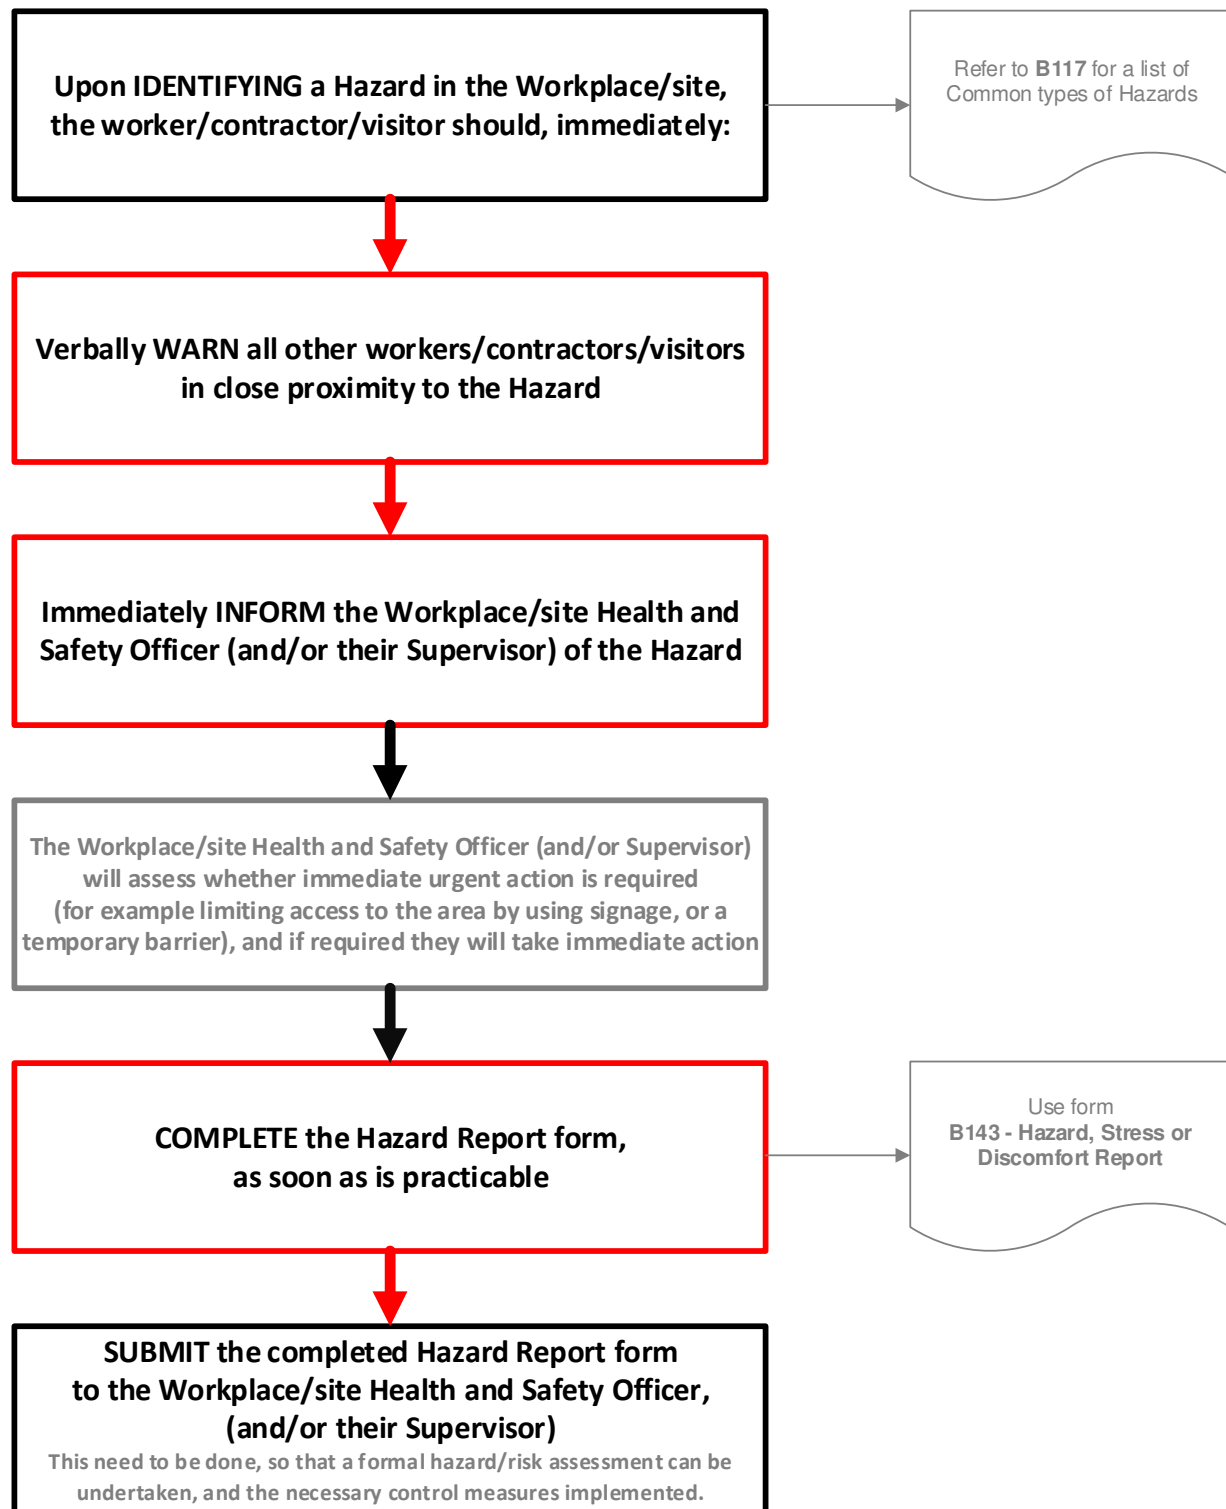 Upon IDENTIFYING a Hazard in the Workplace/site,
the worker/contractor/visitor should, immediately:
Refer to B117 for a list of
Common types of Hazards
Verbally WARN all other workers/contractors/visitors
in close proximity to the Hazard
Immediately INFORM the Workplace/site Health and
Safety Officer (and/or their Supervisor) of the Hazard
The Workplace/site Health and Safety Officer (and/or Supervisor)
will assess whether immediate urgent action is required
(for example limiting access to the area by using signage, or a
temporary barrier), and if required they will take immediate action
COMPLETE the Hazard Report form,
as soon as is practicable
Use form
B143 - Hazard, Stress or
Discomfort Report
SUBMIT the completed Hazard Report form
to the Workplace/site Health and Safety Officer,
(and/or their Supervisor)
This need to be done, so that a formal hazard/risk assessment can be
undertaken, and the necessary control measures implemented.